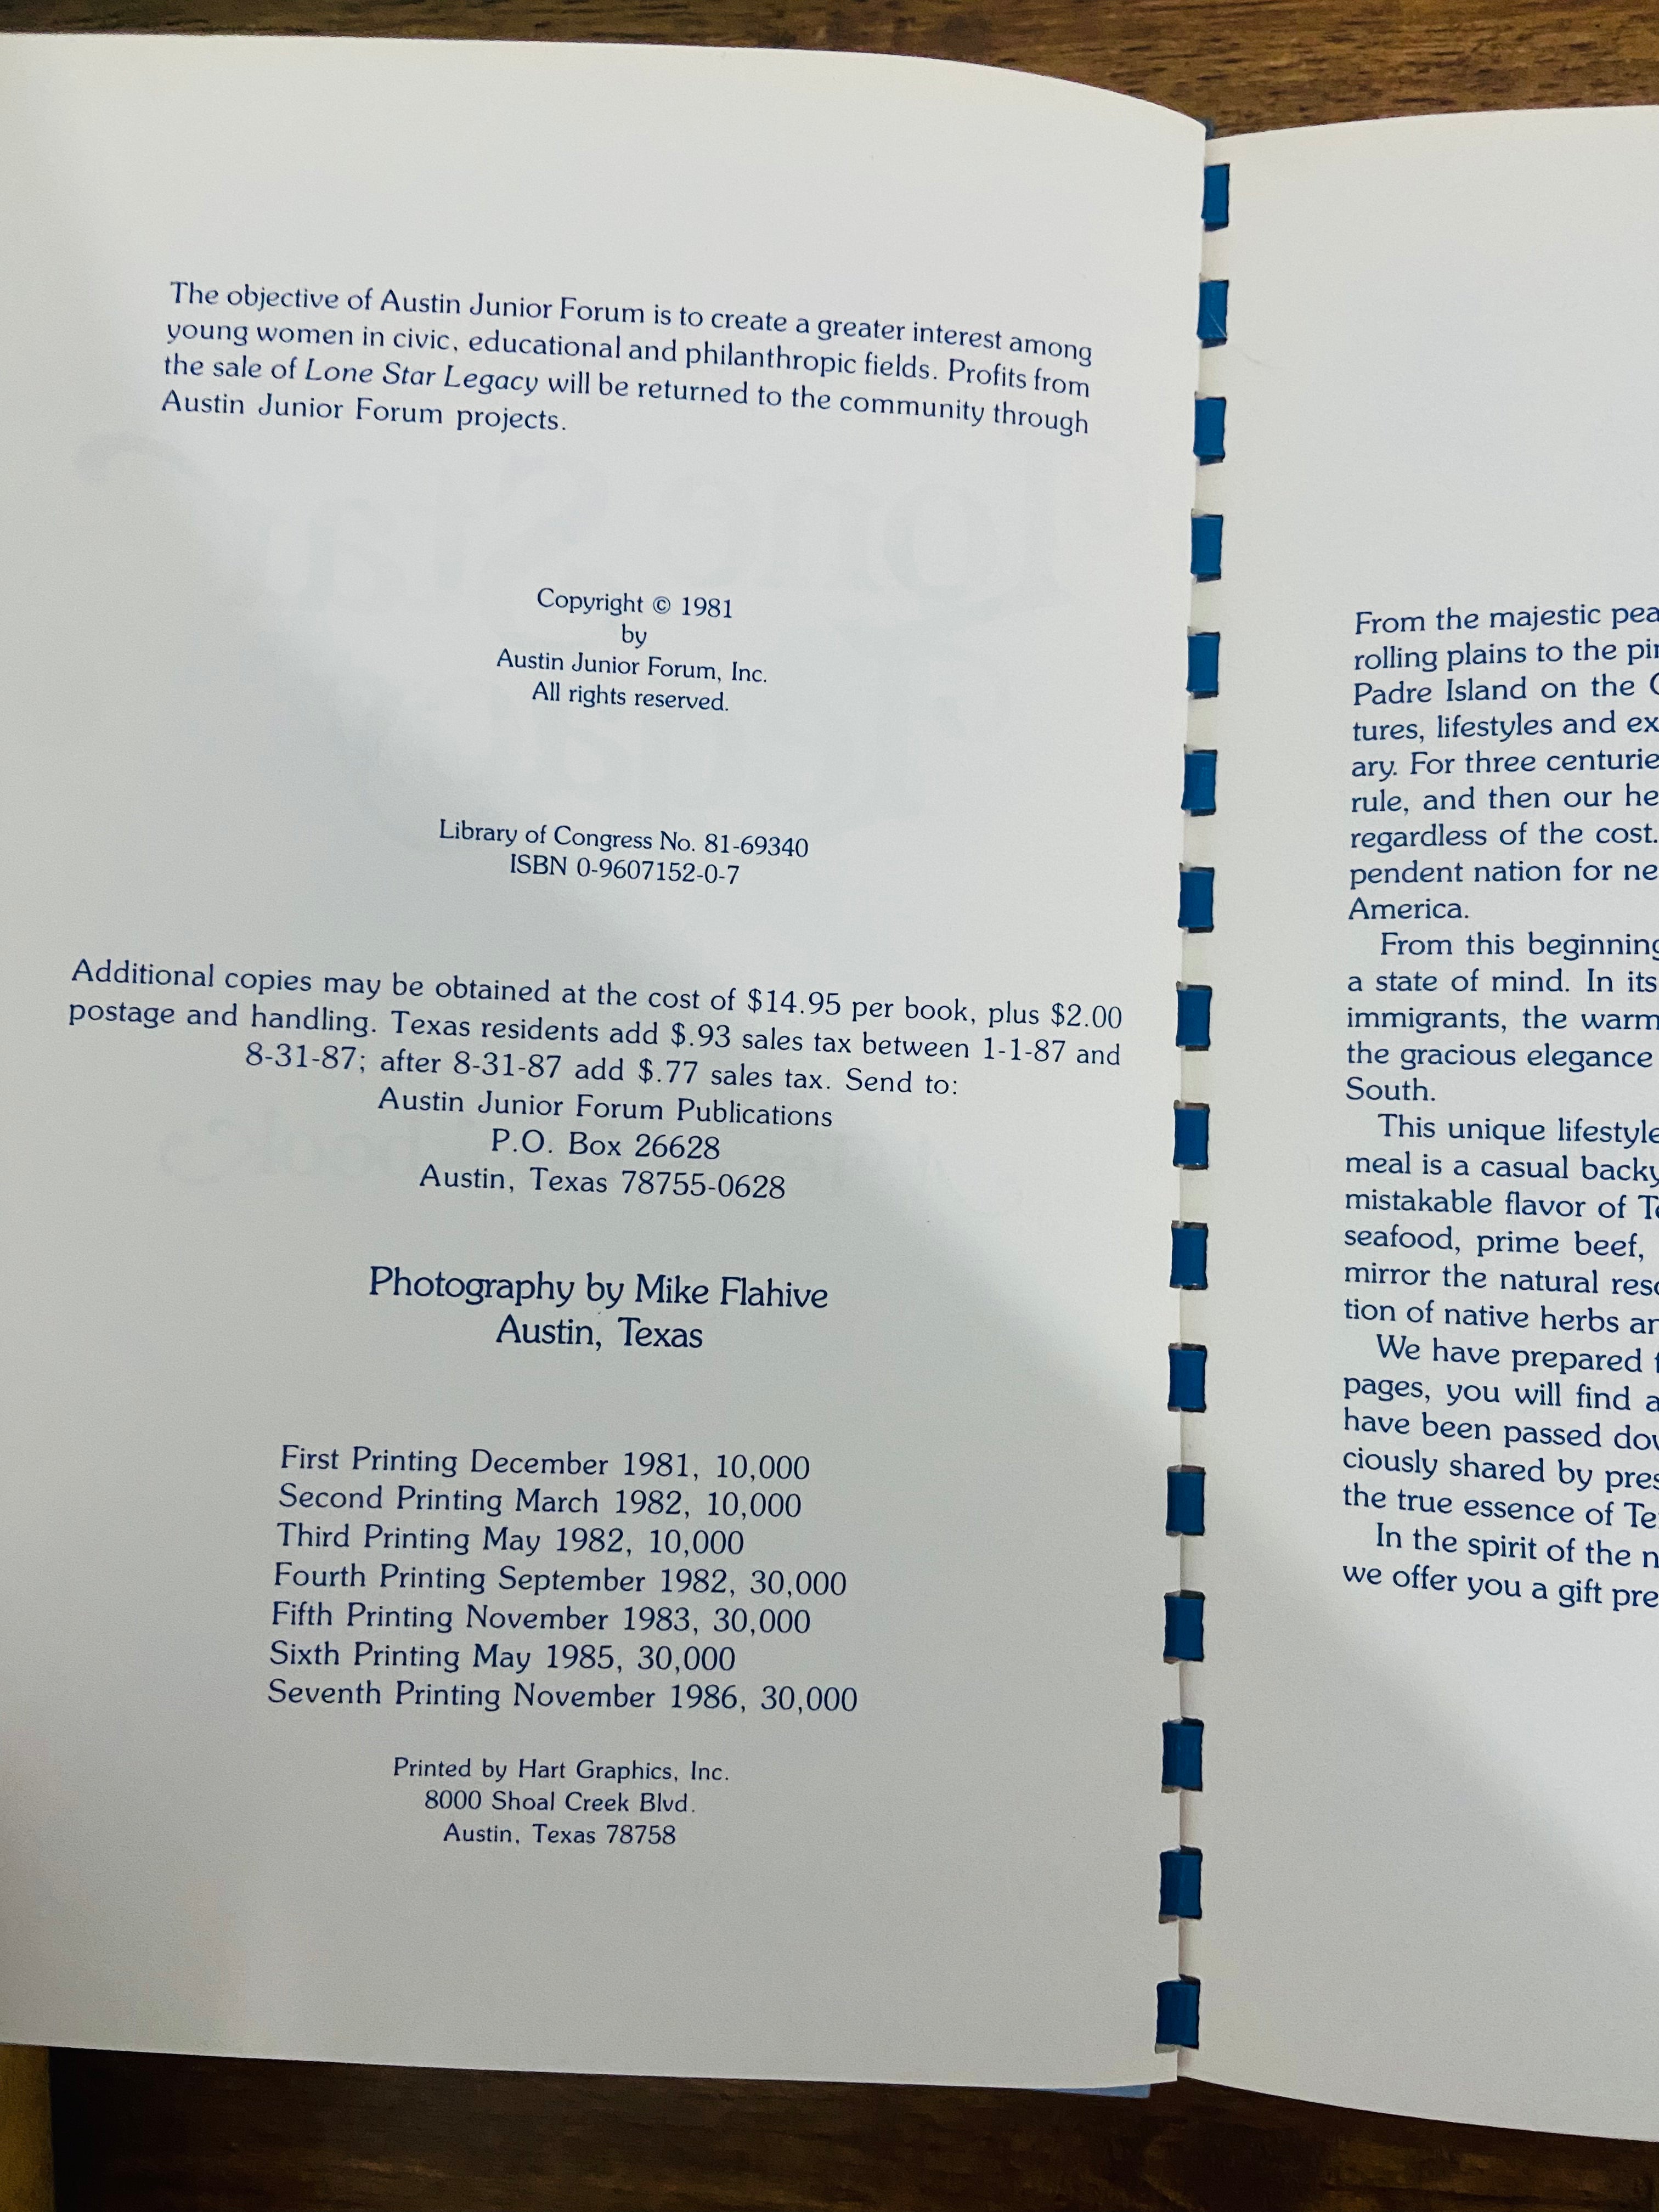 The objective of Austin Junior Forum is to create a greater interest among
young women in civic, educational and philanthropic fields. Profits from
the sale of Lone Star Legacy will be returned to the community through
Austin Junior Forum projects.
Copyright © 1981
by
Austin Junior Forum, Inc.
All rights reserved.
Library of Congress No. 81-69340
ISBN 0-9607152-0-7
Additional copies may be obtained at the cost of $14.95 per book, plus $2.00
postage and handling. Texas residents add $.93 sales tax between 1-1-87 and
8-31-87; after 8-31-87 add $.77 sales tax. Send to:
Austin Junior Forum Publications
P.O. Box 26628
Austin, Texas 78755-0628
Photography by Mike Flahive
Austin, Texas
First Printing December 1981, 10,000
Second Printing March 1982, 10,000
Third Printing May 1982, 10,000
Fourth Printing September 1982, 30,000
Fifth Printing November 1983, 30,000
Sixth Printing May 1985, 30,000
Seventh Printing November 1986, 30,000
Printed by Hart Graphics, Inc.
8000 Shoal Creek Blvd.
Austin, Texas 78758
From the majestic
rolling plains to the
Padre Island on the
tures, lifestyles and
ary. For three
rule, and then our
regardless of the cost.
pendent nation for
America.
From this beginning
a state of mind. In its
immigrants, the warm
the gracious elegance
South.
This unique lifestyle
meal is a casual
mistakable flavor of
seafood, prime beef,
mirror the natural
tion of native herbs
We have prepared
pages, you will find
have been passed
ciously shared by
the true essence of
In the spirit of the
we offer you a gift